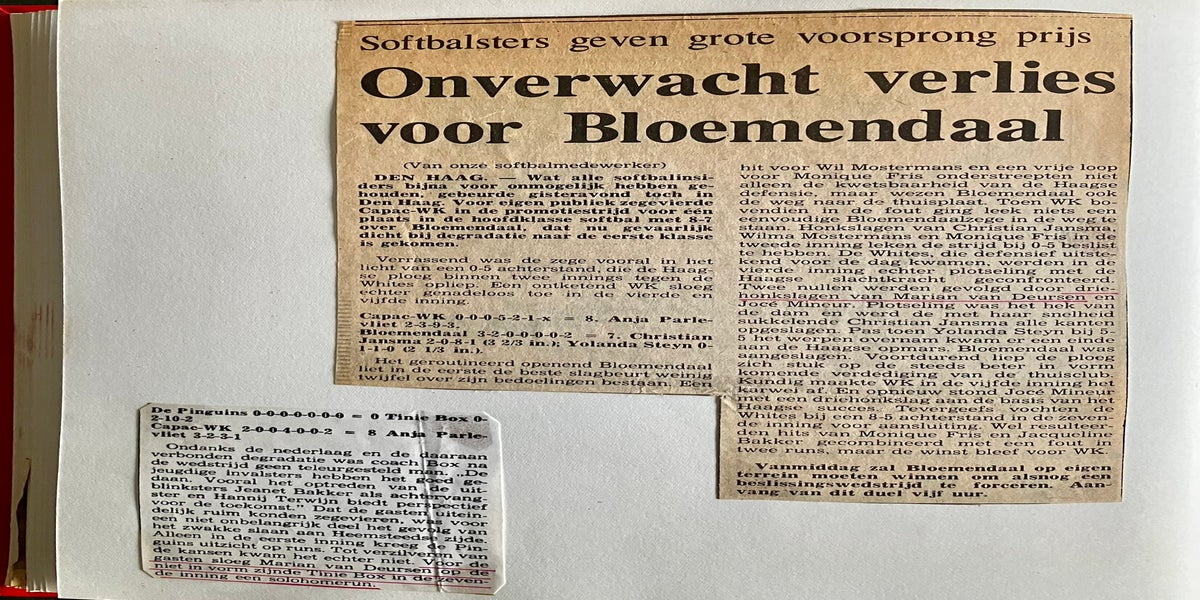 Softbalsters geven grote voorsprong prijs
Onverwacht verlies
voor Bloemendaal
(Van onze softbalmedewerker)
DEN HAAG. — Wat alle softbalinsi-
ders bijna voor onmogelijk hebben ge-
houden, gebeurde gisteravond toch in
Den Haag. Voor eigen publiek zegevierde
Capac-WK in de promotiestrijd voor één
plaats in de hoofdklasse softbal met 8-7
over Bloemendaal, dat nu gevaarlijk
dicht bij degradatie naar de eerste klasse
is gekomen.
Verrassend was de zege vooral in het
licht van een 0-5 achterstand, die de Haag-
se ploeg binnen twee innings tegen de
Whites opliep. Een ontketend WK sloeg
echter genadeloos toe in de vierde en
vijfde inning.
Capac-WK 0-0-0-5-2-1-x = 8. Anja Parle-
vliet 2-3-9-3.
Bloemendaal 3-2-0-0-0-0-2 = 7. Christian
Jansma 2-0-8-1 (3 2/3 in.); Yolanda Steyn 0-
1-1-0 (2 1/3 in.).
Het geroutineerd openend Bloemendaal
liet in de eerste de beste slagbeurt weinig
twijfel over zijn bedoelingen bestaan. Een
hit voor Wil Mostermans en een vrije loop
voor Monique Fris onderstreepten niet
alleen de kwetsbaarheid van de Haagse
defensie, maar wezen Bloemendaal ook
de weg naar de thuisplaat. Toen WK bo-
vendien in de fout ging leek niets een
eenvoudige Bloemendaalzege in de weg te
staan. Honkslagen van Christian Jansma,
Wilma Mostermans en Monique Fris in de
tweede inning leken de strijd bij 0-5 beslist
te hebben. De Whites, die defensief uitste-
kend voor de dag kwamen, werden in de
vierde inning echter plotseling met de
Haagse slachtkracht geconfronteerd.
Twee nullen werden gevolgd door drie
honkslagen van Marian van Deursen en
Jocé Mineur. Plotseling was het hek van
de dam en werd de met haar snelheid
sukkelende Christian Jansma alle kanten
opgeslagen. Pas toen Yolanda Steyn bij 5-
5 het werpen overnam kwam er een einde
aan de Haagse opmars. Bloemendaal was
aangeslagen. Voortdurend liep de ploeg
zich stuk op de steeds beter in vorm
komende verdediging van de thuisclub.
Kundig maakte WK in de vijfde inning het
karwei af. En opnieuw stond Jocé Mineur
met een driehonkslag aan de basis van het
Haagse succes. Tevergeefs vochten de
Whites bij een 8-5 achterstand in de zeven-
de inning voor aansluiting. Wel resulteer-
den hits van Monique Fris en Jacqueline
Bakker gecombineerd met een fout in
twee runs, maar de winst bleef voor WK.
Vanmiddag zal Bloemendaal op eigen
terrein moeten winnen om alsnog een
beslissingswedstrijd te forceren. Aan-
vang van dit duel vijf uur.
De Pinguins 0-0-0-0-0-0-0 = 0 Tinie Box 0-
2-10-2
Capac-WK 2-0-0-4-0-0-2 = 8 Anja Parle-
vliet 3-2-3-1
Ondanks de nederlaag en de daaraan
verbonden degradatie was coach Box na
de wedstrijd geen teleurgesteld man. „De
jeugdige invalsters hebben het goed ge-
daan. Vooral het optreden van de uit-
blinksters Jeanet Bakker als achtervang-
ster en Hannij Terwijn biedt perspectief
voor de toekomst.” Dat de gasten uitein-
delijk ruim konden zegevieren, was voor
een niet onbelangrijk deel het gevolg van
het zwakke slaan aan Heemsteedse zijde.
Alleen in de eerste inning kreeg de Pin-
guins uitzicht op runs. Tot verzilveren van
de kansen kwam het echter niet. Voor de
gasten sloeg Marian van Deursen op de
niet in vorm zijnde Tinie Box in de zeven-
de inning een solohomerun.